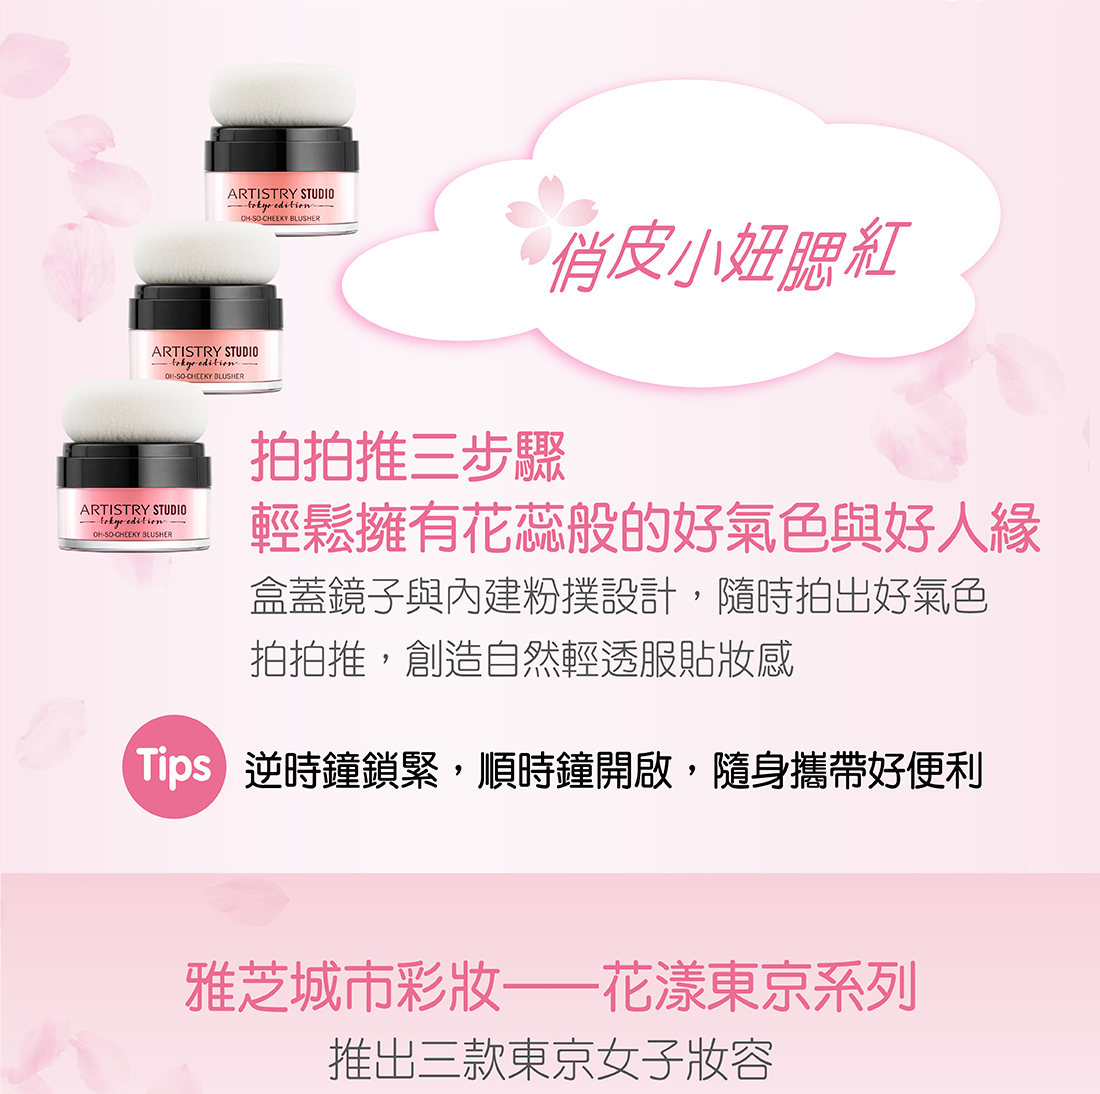 ARTISTRY STUDIO
tokyo edition
OH-SO-CHEEKY BLUSHER
俏皮小妞腮紅
ARTISTRY STUDIO
tokyo edition
OH-SO-CHEEKY BLUSHER
ARTISTRY STUDIO
tokyo edition
OH-SO-CHEEKY BLUSHER
拍拍推三步驟
輕鬆擁有花蕊般的好氣色與好人緣
盒蓋鏡子與內建粉撲設計，隨時拍出好氣色
拍拍推，創造自然輕透服貼妝感
Tips 逆時鐘鎖緊，順時鐘開啟，隨身攜帶好便利
雅芝城市彩妝——花漾東京系列
推出三款東京女子妝容